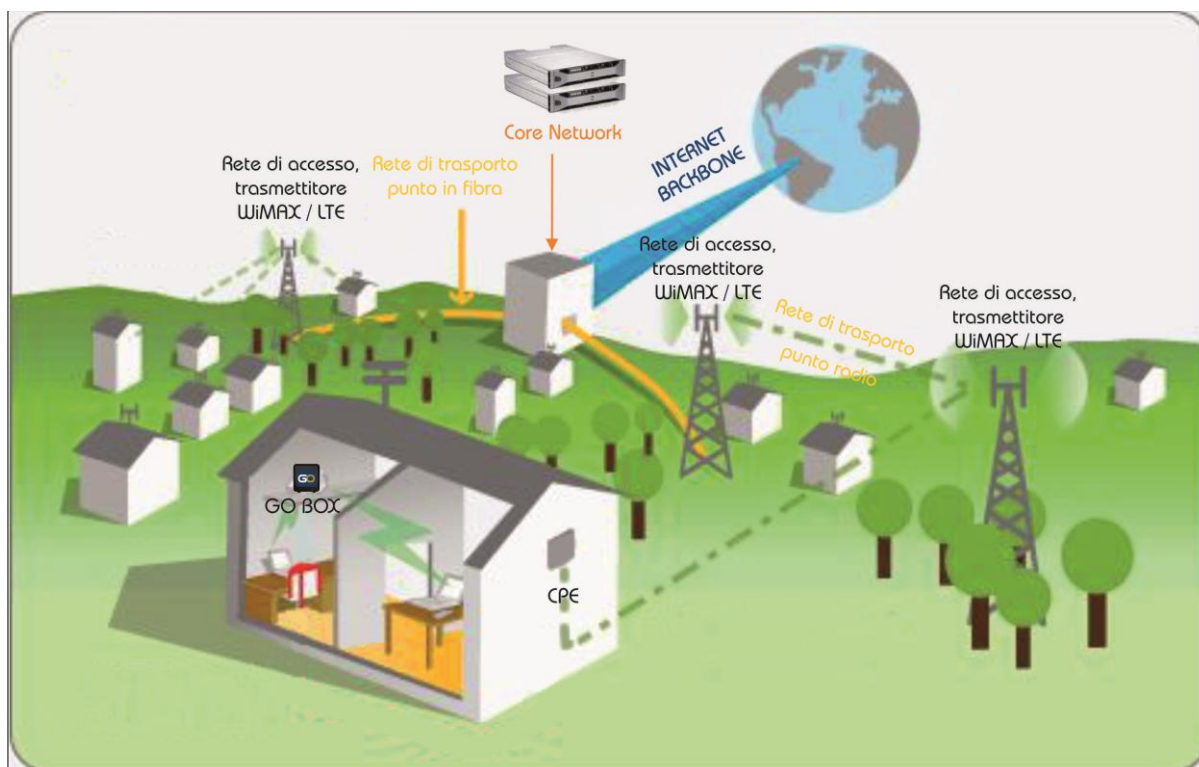 Core Network
INTERNET
BACKBONE
Rete di accesso,
trasmettitore
WiMAX / LTE
Rete di trasporto
punto in fibra
Rete di accesso,
trasmettitore
WiMAX / LTE
Rete di trasporto
punto radio
Rete di accesso,
trasmettitore
WiMAX / LTE
GO
GO BOX
CPE